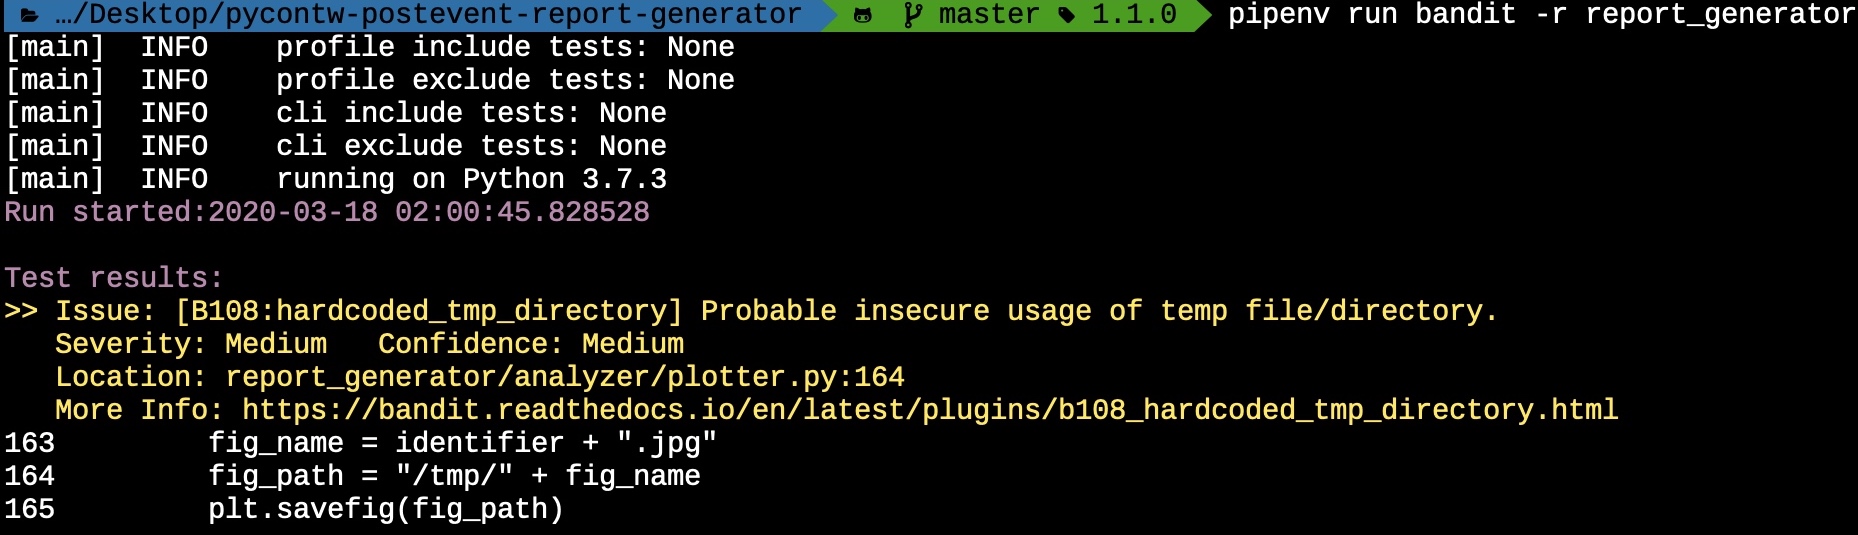 …/Desktop/pycontw-postevent-report-generator master 1.1.0 pipenv run bandit -r report_generator
[main]  INFO    profile include tests: None
[main]  INFO    profile exclude tests: None
[main]  INFO    cli include tests: None
[main]  INFO    cli exclude tests: None
[main]  INFO    running on Python 3.7.3
Run started:2020-03-18 02:00:45.828528
Test results:
>> Issue: [B108:hardcoded_tmp_directory] Probable insecure usage of temp file/directory.
   Severity: Medium   Confidence: Medium
   Location: report_generator/analyzer/plotter.py:164
   More Info: https://bandit.readthedocs.io/en/latest/plugins/b108_hardcoded_tmp_directory.html
163         fig_name = identifier + ".jpg"
164         fig_path = "/tmp/" + fig_name
165         plt.savefig(fig_path)